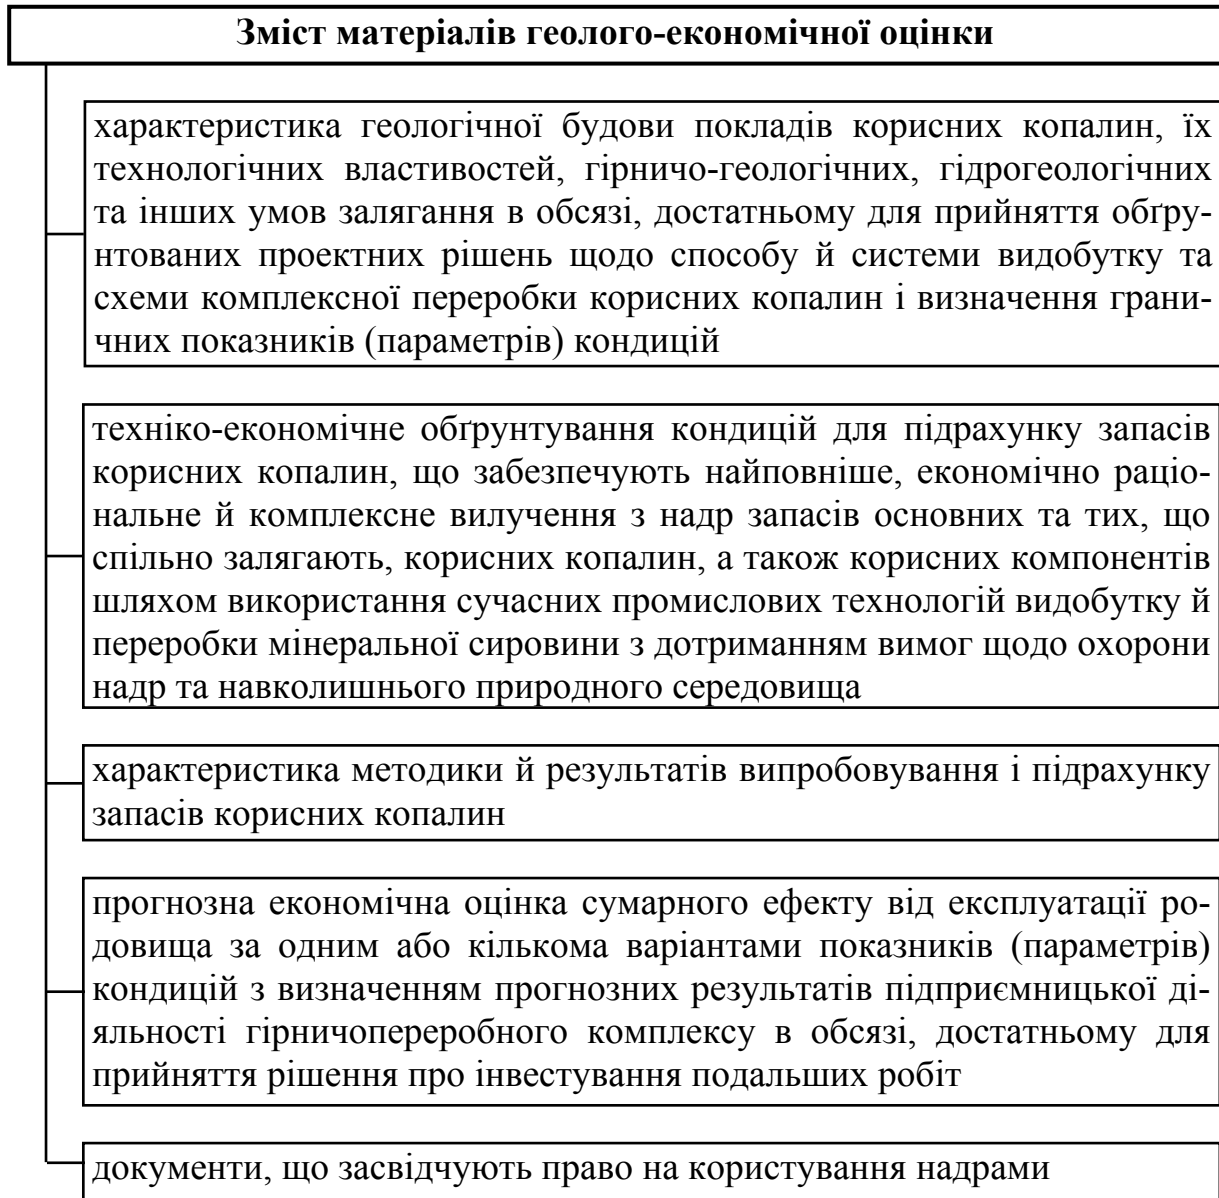 Зміст матеріалів геолого-економічної оцінки
характеристика геологічної будови покладів корисних копалин, їх
технологічних властивостей, гірничо-геологічних, гідрогеологічних
та інших умов залягання в обсязі, достатньому для прийняття обґру-
нтованих проектних рішень щодо способу й системи видобутку та
схеми комплексної переробки корисних копалин і визначення грани-
чних показників (параметрів) кондицій
техніко-економічне обґрунтування кондицій для підрахунку запасів
корисних копалин, що забезпечують найповніше, економічно раціо-
нальне й комплексне вилучення з надр запасів основних та тих, що
спільно залягають, корисних копалин, а також корисних компонентів
шляхом використання сучасних промислових технологій видобутку й
переробки мінеральної сировини з дотриманням вимог щодо охорони
надр та навколишнього природного середовища
характеристика методики й результатів випробовування і підрахунку
запасів корисних копалин
прогнозна економічна оцінка сумарного ефекту від експлуатації ро-
довища за одним або кількома варіантами показників (параметрів)
кондицій з визначенням прогнозних результатів підприємницької ді-
яльності гірничопереробного комплексу в обсязі, достатньому для
прийняття рішення про інвестування подальших робіт
документи, що засвідчують право на користування надрами